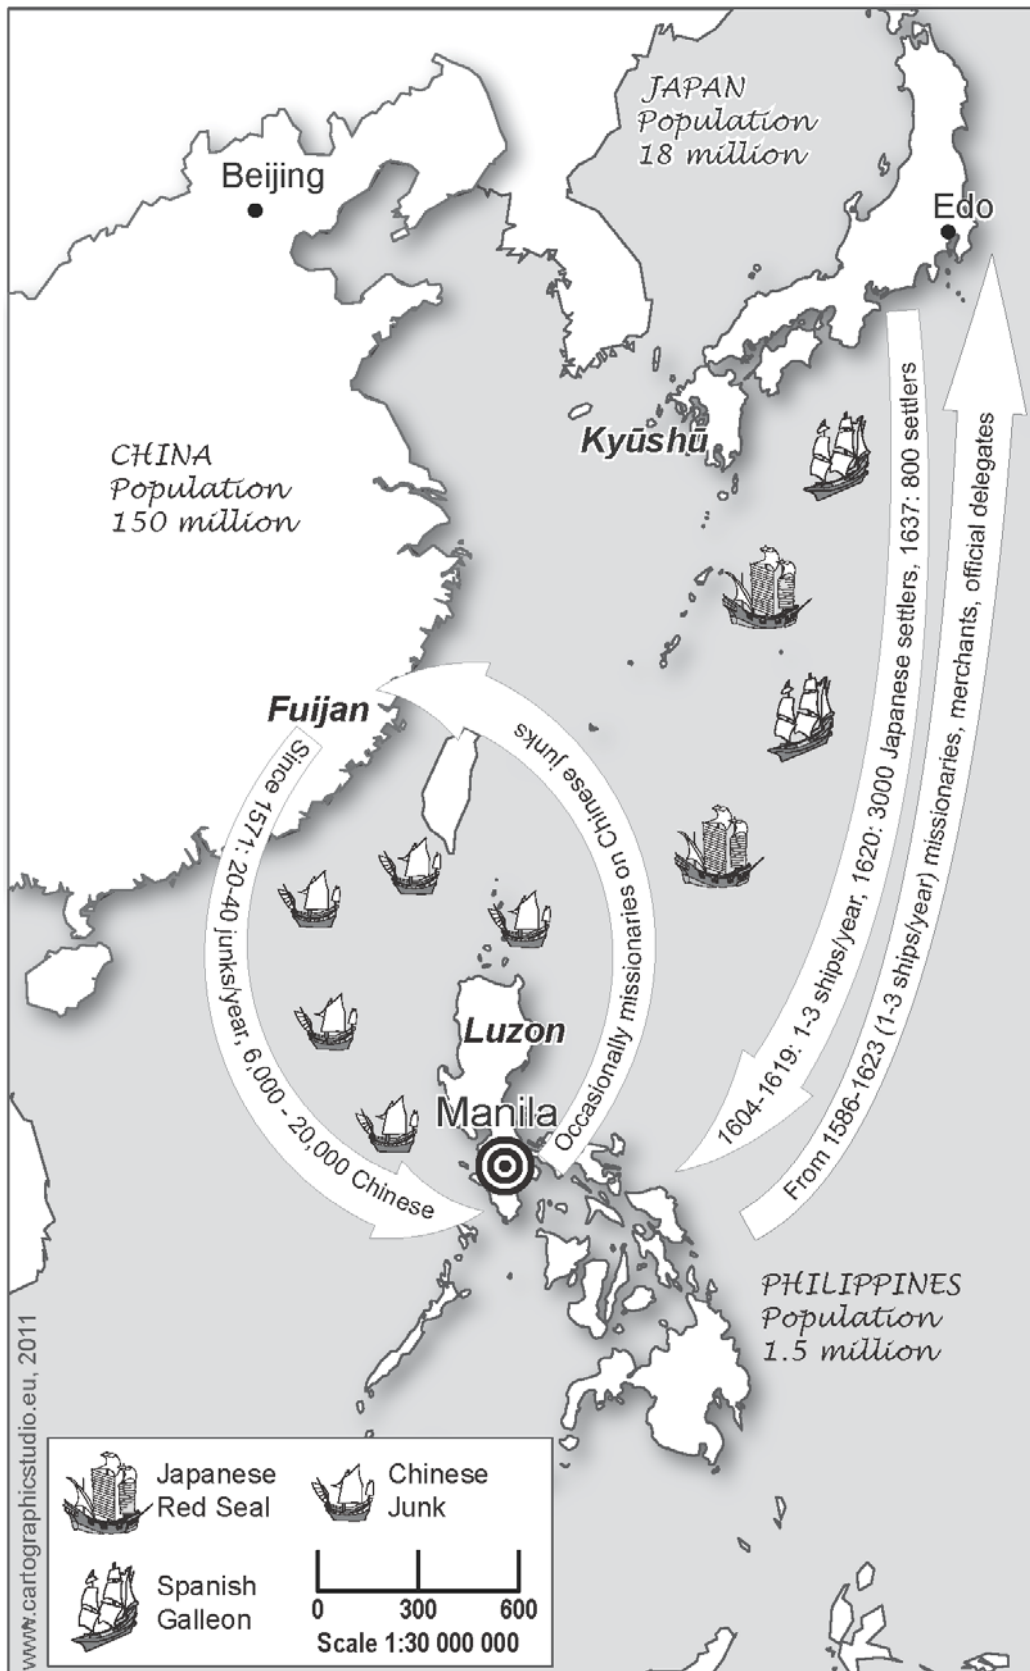 JAPAN
Population
18 million
Beijing
Edo
Kyūshū
CHINA
Population
150 million
1604-1619: 1-3 ships/year, 1620: 3000 Japanese settlers, 1637: 800 settlers
From 1586-1623 (1-3 ships/year) missionaries, merchants, official delegates
Fuijan
Since 1571: 20-40 junks/year, 6,000 - 20,000 Chinese
Occasionally missionaries on Chinese junks
Luzon
Manila
PHILIPPINES
Population
1.5 million
www.cartographicstudio.eu, 2011
Japanese
Red Seal
Chinese
Junk
Spanish
Galleon
0 300 600
Scale 1:30 000 000